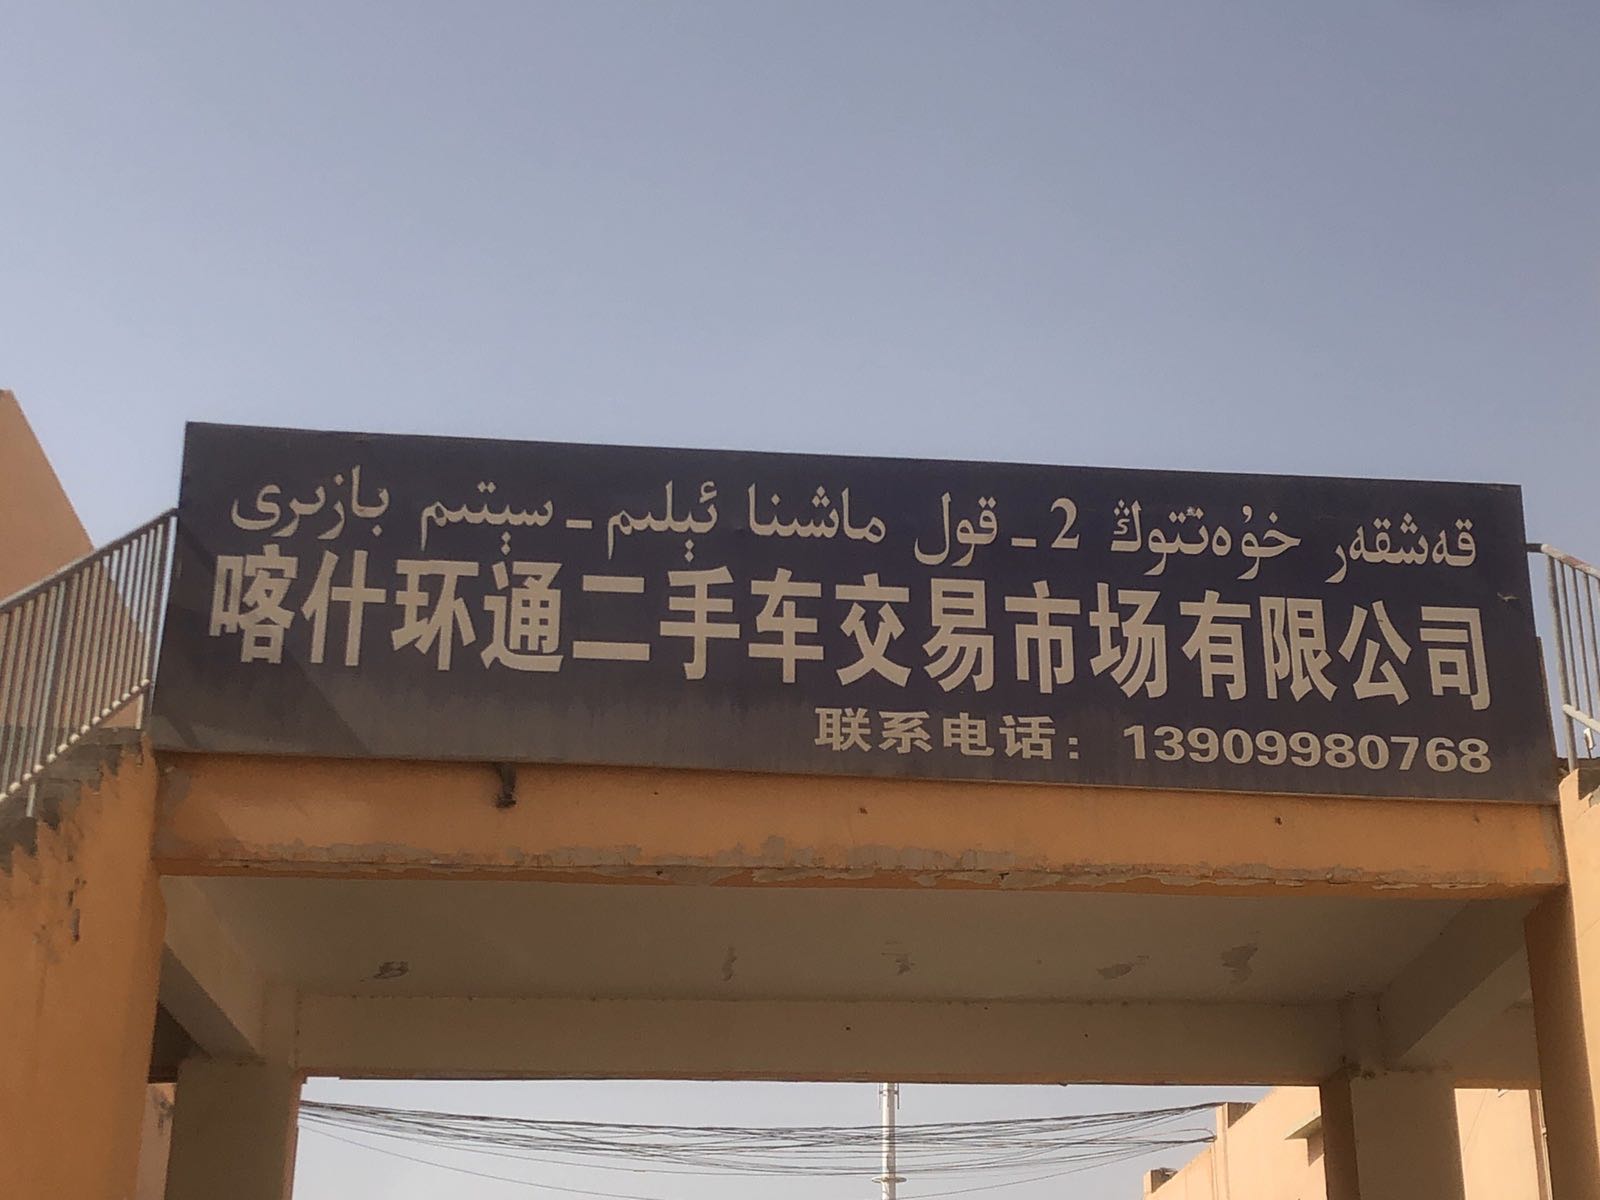 قەشقەر خۇەنتوڭ 2 ـ قول ماشىنا ئېلىم ـ سېتىم بازىرى
喀什环通二手车交易市场有限公司
联系电话：13909980768